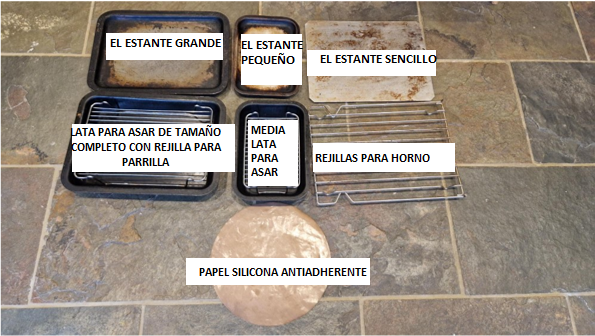 EL ESTANTE GRANDE
EL ESTANTE
PEQUEÑO
EL ESTANTE SENCILLO
LATA PARA ASAR DE TAMAÑO
COMPLETO CON REJILLA PARA
PARRILLA
MEDIA
LATA
PARA
ASAR
REJILLAS PARA HORNO
PAPEL SILICONA ANTIADHERENTE